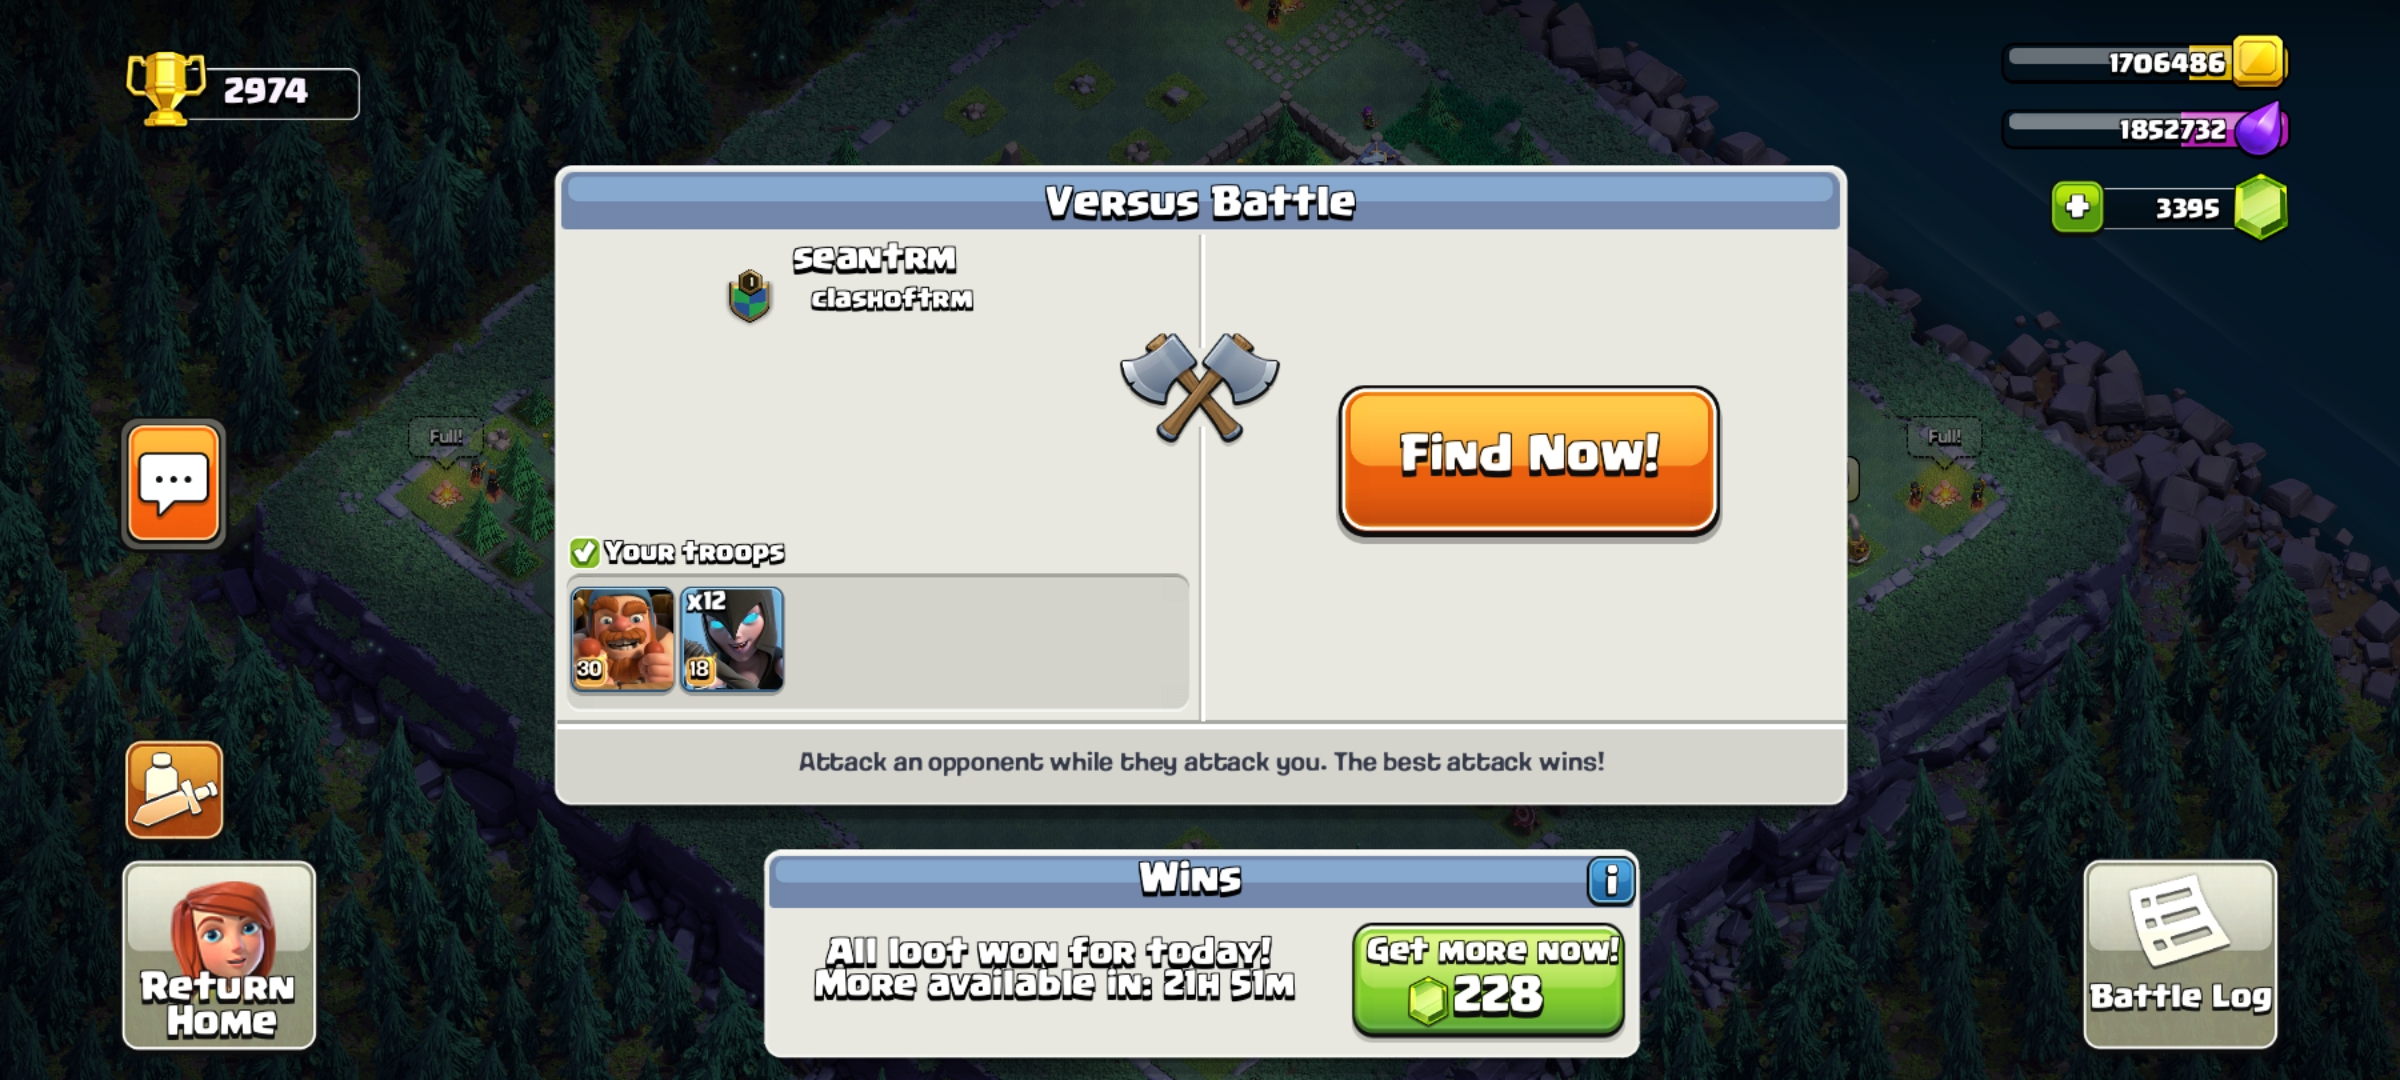 2974
1706486
1852732
3395
Versus Battle
seantrm
1
clashoftrm
Full!
Full!
Find Now!
Your troops
30
x12
18
Attack an opponent while they attack you. The best attack wins!
Wins
i
All loot won for today!
More available in: 21H 51M
Get more now!
228
Return
Home
Battle Log